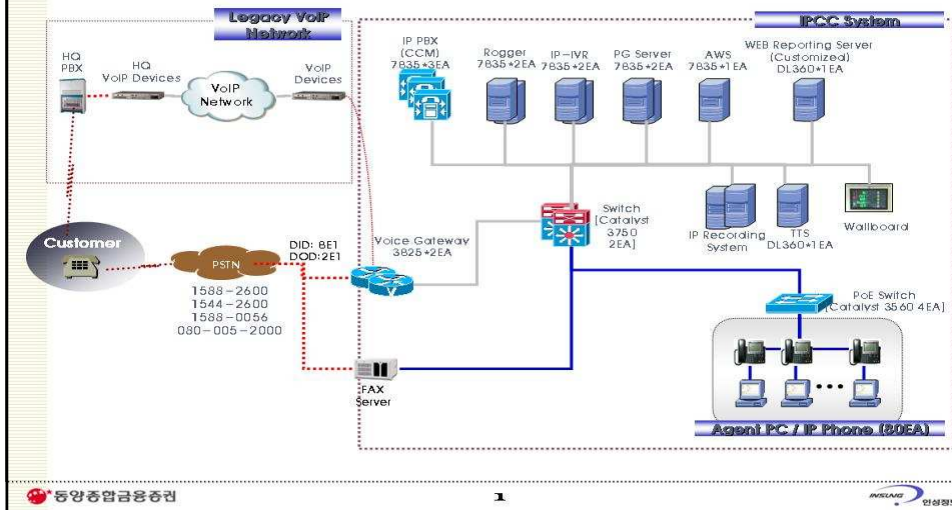 Legacy VoIP
Network
IPCC System
HQ
PBX
HQ
VoIP Devices
VoIP
Network
VoIP
Devices
IP PBX
(CCM)
7835*3EA
Rogger
7835*2EA
IP-IVR
7835*2EA
PG Server
7835*2EA
AWS
7835*1EA
WEB Reporting Server
(Customized)
DL360*1EA
Customer
PSTN
DID: 8E1
DOD:2E1
1588-2600
1544-2600
1588-0056
080-005-2000
Voice Gateway
3825*2EA
V
Switch
[Catalyst
3750
2EA]
IP Recording
System
TTS
DL360*1EA
Wallboard
PoE Switch
[Catalyst 3560 4EA]
FAX
Server
Agent PC / IP Phone (80EA)
동양종합금융증권
1
INSUNG
인성정보